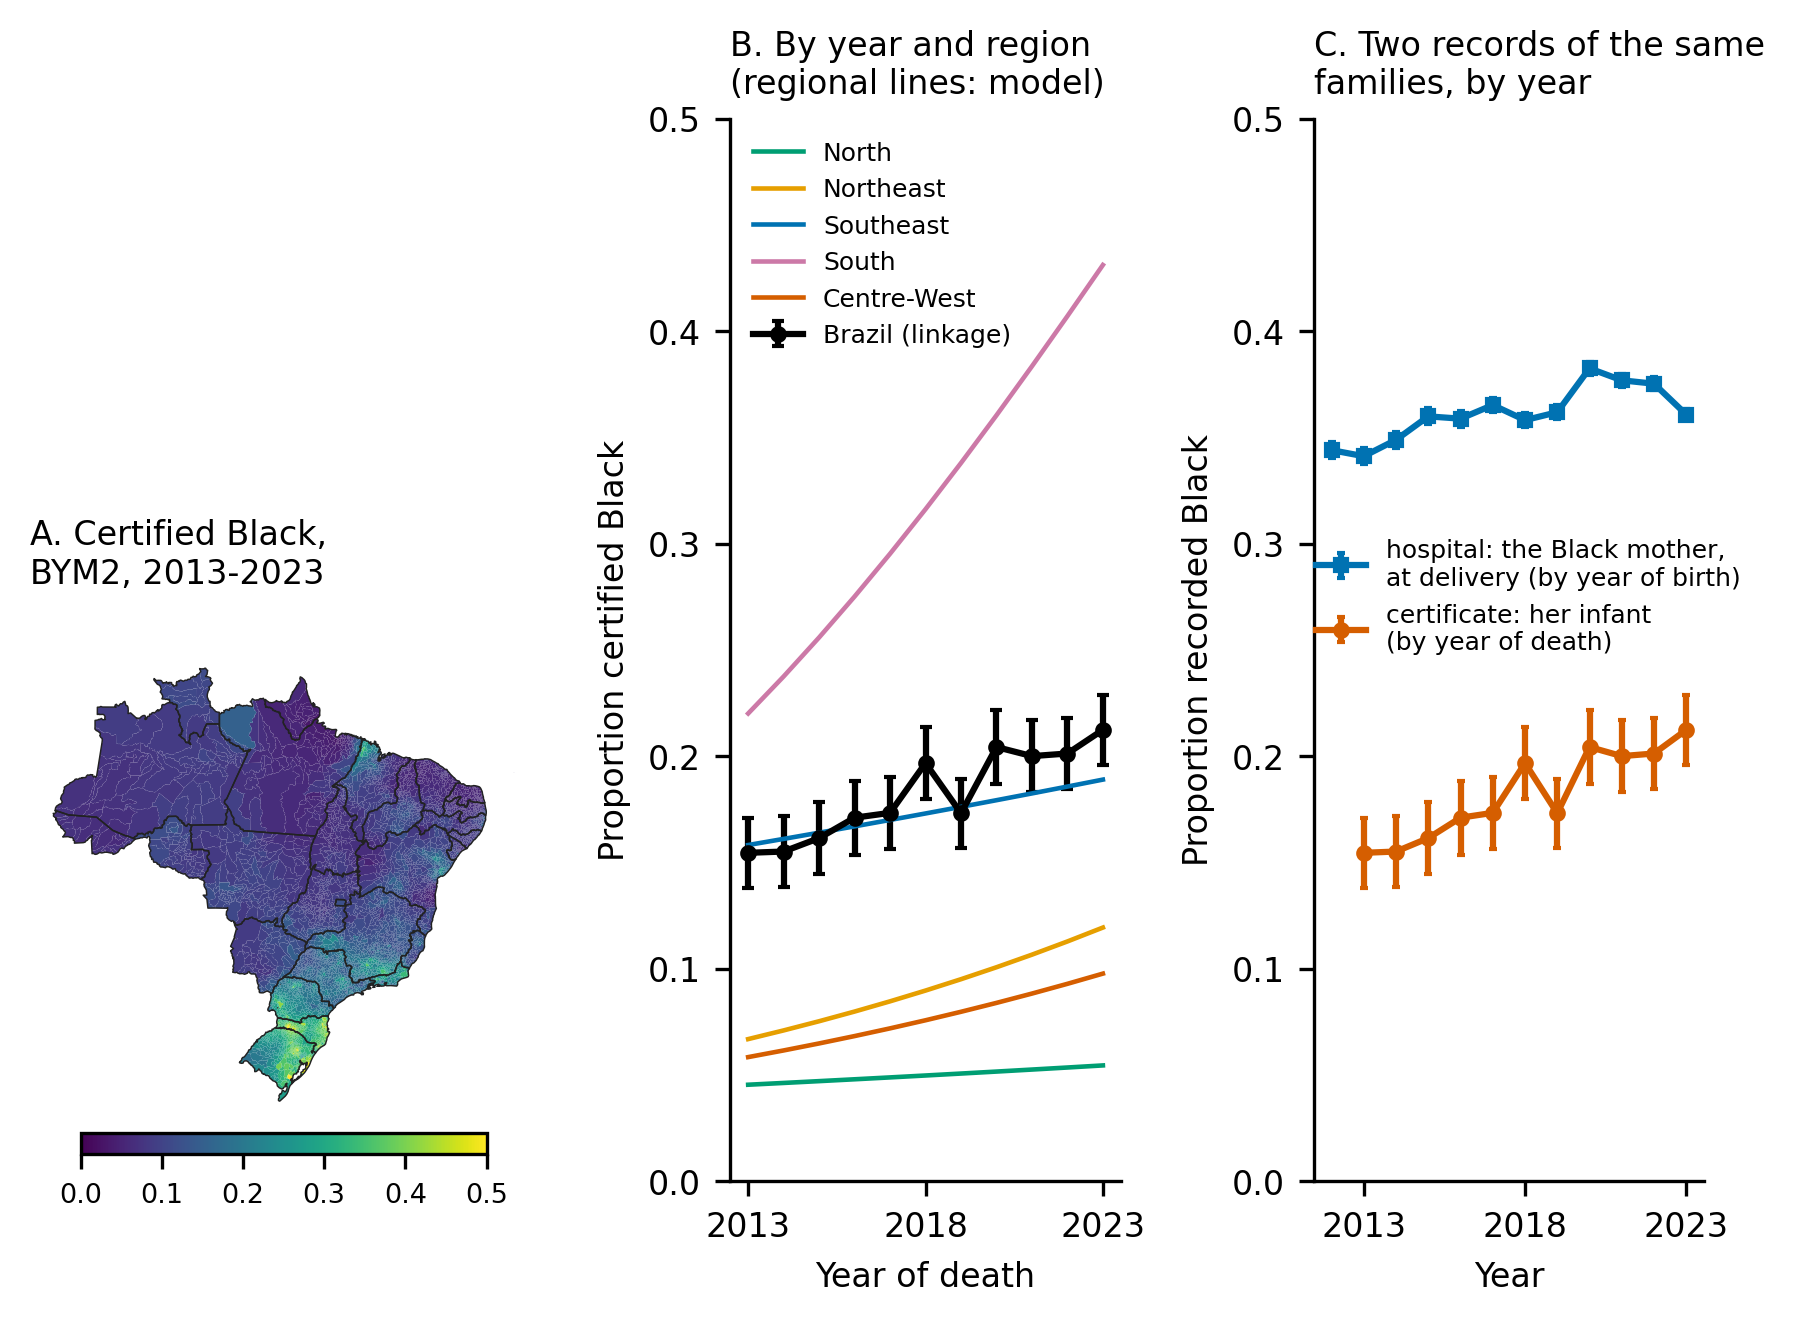 A. Certified Black,
BYM2, 2013-2023
0.0 0.1 0.2 0.3 0.4 0.5
B. By year and region
(regional lines: model)
Proportion certified Black
0.5
0.4
0.3
0.2
0.1
0.0
North
Northeast
Southeast
South
Centre-West
Brazil (linkage)
2013 2018 2023
Year of death
C. Two records of the same
families, by year
Proportion recorded Black
0.5
0.4
0.3
0.2
0.1
0.0
hospital: the Black mother,
at delivery (by year of birth)
certificate: her infant
(by year of death)
2013 2018 2023
Year